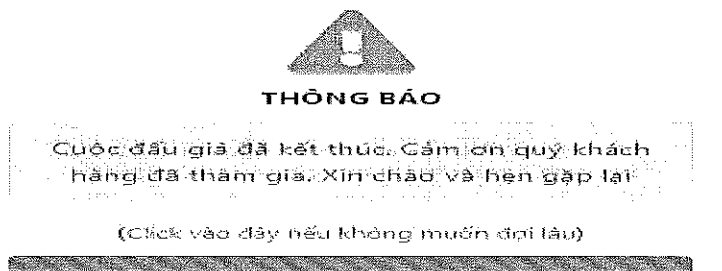 THÔNG BÁO
Cuộc đấu giá đã kết thúc. Cảm ơn quý khách
hàng đã tham gia. Xin chào và hẹn gặp lại
(Click vào đây nếu không muốn đợi lâu)